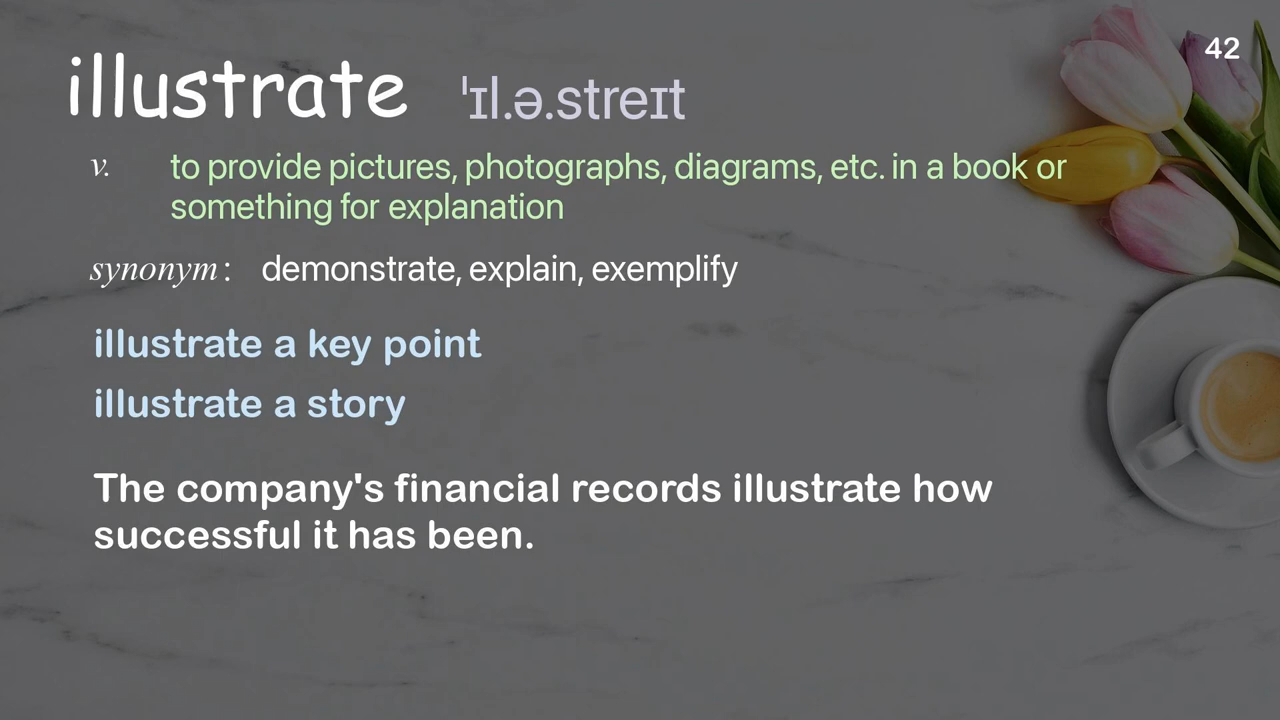 42
illustrate ˈɪl.ə.streɪt
v. to provide pictures, photographs, diagrams, etc. in a book or
something for explanation
synonym : demonstrate, explain, exemplify
illustrate a key point
illustrate a story
The company's financial records illustrate how
successful it has been.